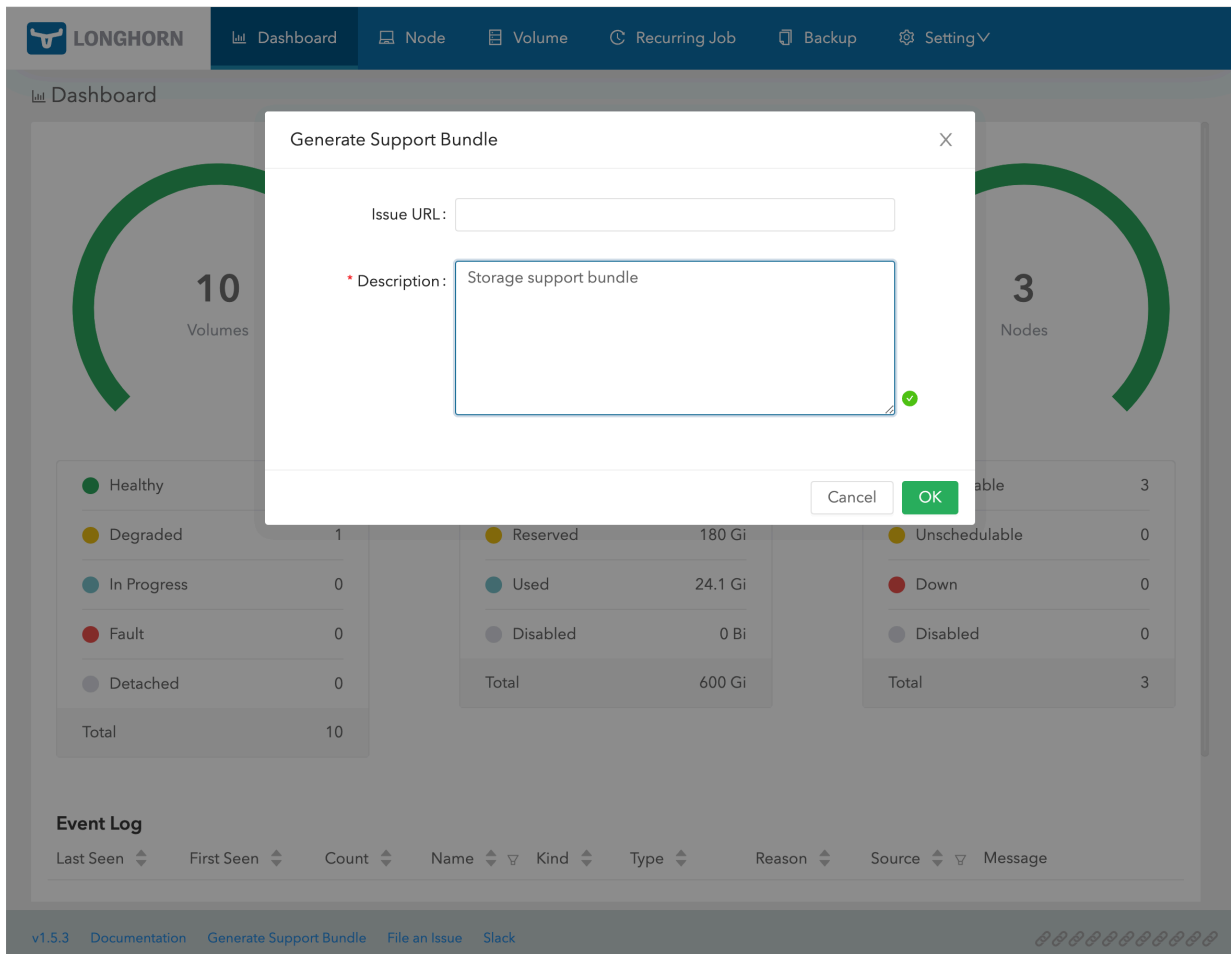 LONGHORN Dashboard Node Volume Recurring Job Backup Setting
Dashboard
Generate Support Bundle
Issue URL:
* Description: Storage support bundle
10
Volumes
3
Nodes
Cancel OK
Healthy
able 3
Degraded 1
Reserved 180 Gi
Unschedulable 0
In Progress 0
Used 24.1 Gi
Down 0
Fault 0
Disabled 0 Bi
Disabled 0
Detached 0
Total 600 Gi
Total 3
Total 10
Event Log
Last Seen First Seen Count Name Kind Type Reason Source Message
v1.5.3 Documentation Generate Support Bundle File an Issue Slack